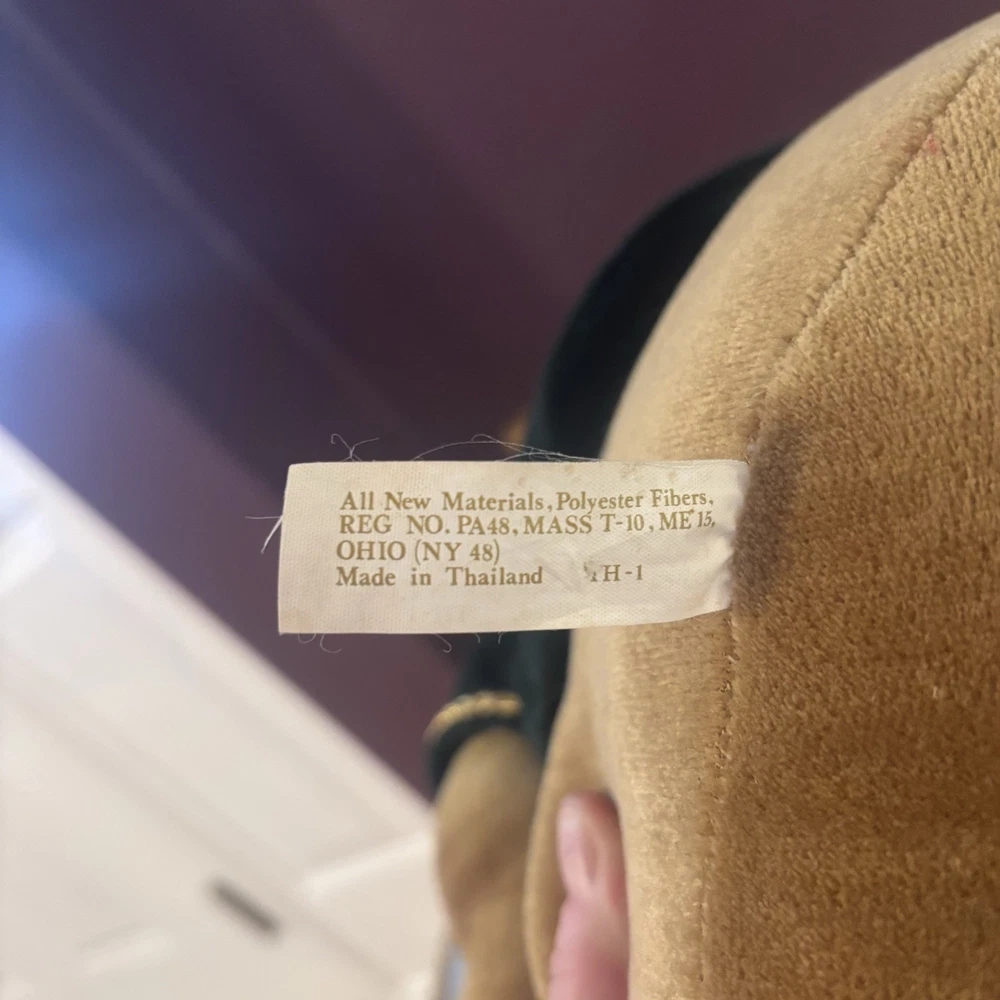 All New Materials, Polyester Fibers,
REG NO. PA48, MASS T-10, ME 15,
OHIO (NY 48)
Made in Thailand